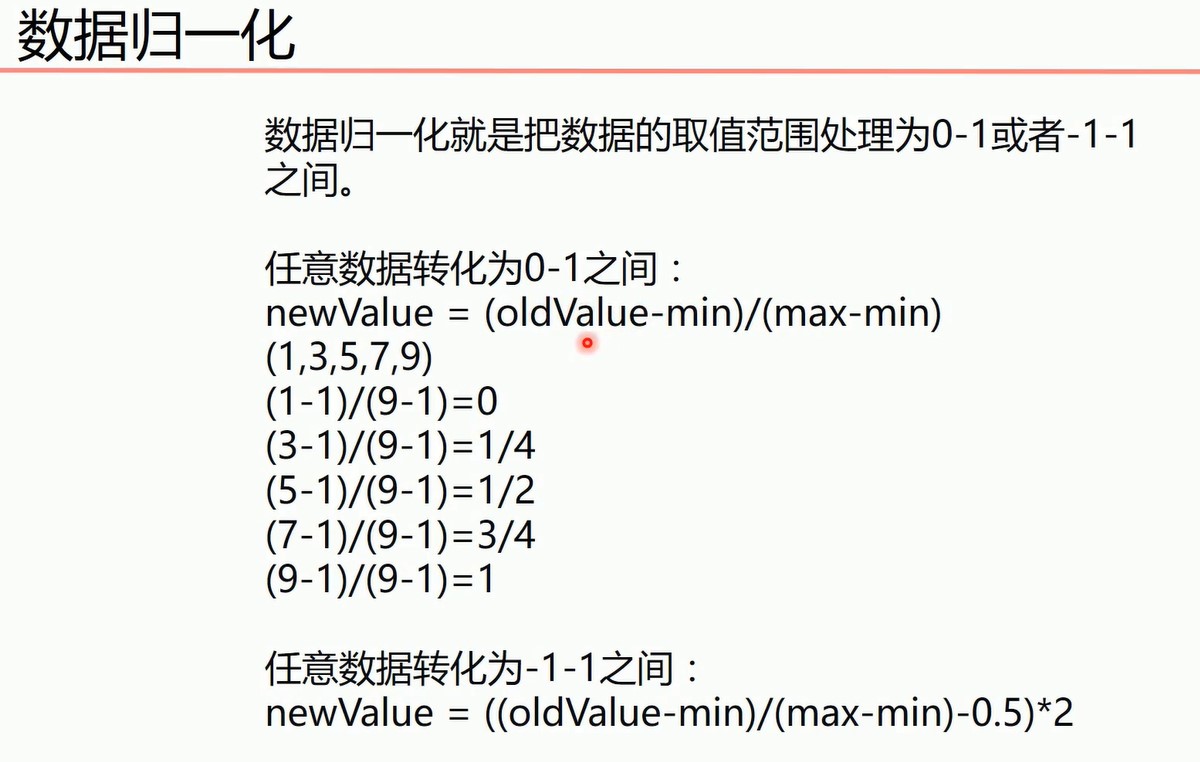 数据归一化
数据归一化就是把数据的取值范围处理为0-1或者-1-1
之间。
任意数据转化为0-1之间：
newValue = (oldValue-min)/(max-min)
(1,3,5,7,9)
(1-1)/(9-1)=0
(3-1)/(9-1)=1/4
(5-1)/(9-1)=1/2
(7-1)/(9-1)=3/4
(9-1)/(9-1)=1
任意数据转化为-1-1之间：
newValue = ((oldValue-min)/(max-min)-0.5)*2